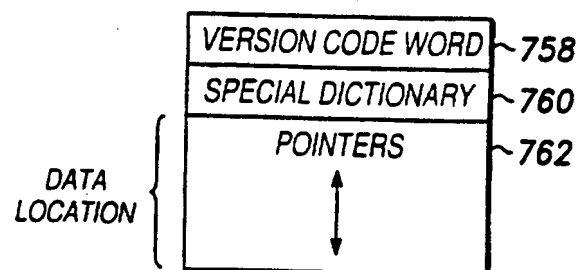 VERSION CODE WORD 758
SPECIAL DICTIONARY 760
POINTERS 762
DATA
LOCATION